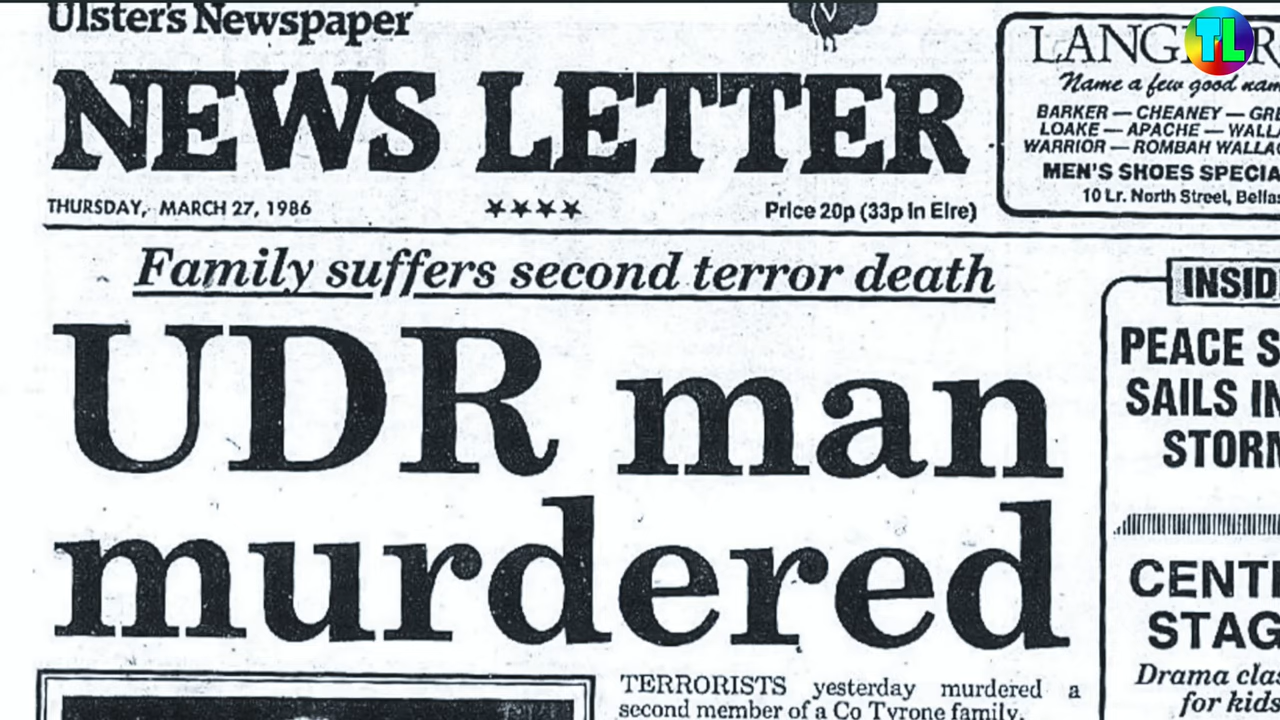 Ulster's Newspaper
NEWS LETTER
THURSDAY, MARCH 27, 1986
★★★★
Price 20p (33p in Eire)
TL
Name a few good
BARKER — CHEANEY —
LOAKE — APACHE —
WARRIOR — ROMBAH
MEN'S SHOES
10 Lr. North Street,
Family suffers second terror death
UDR man
murdered
TERRORISTS yesterday murdered a
second member of a Co Tyrone family.
PEACE
SAILS
Drama
for kids